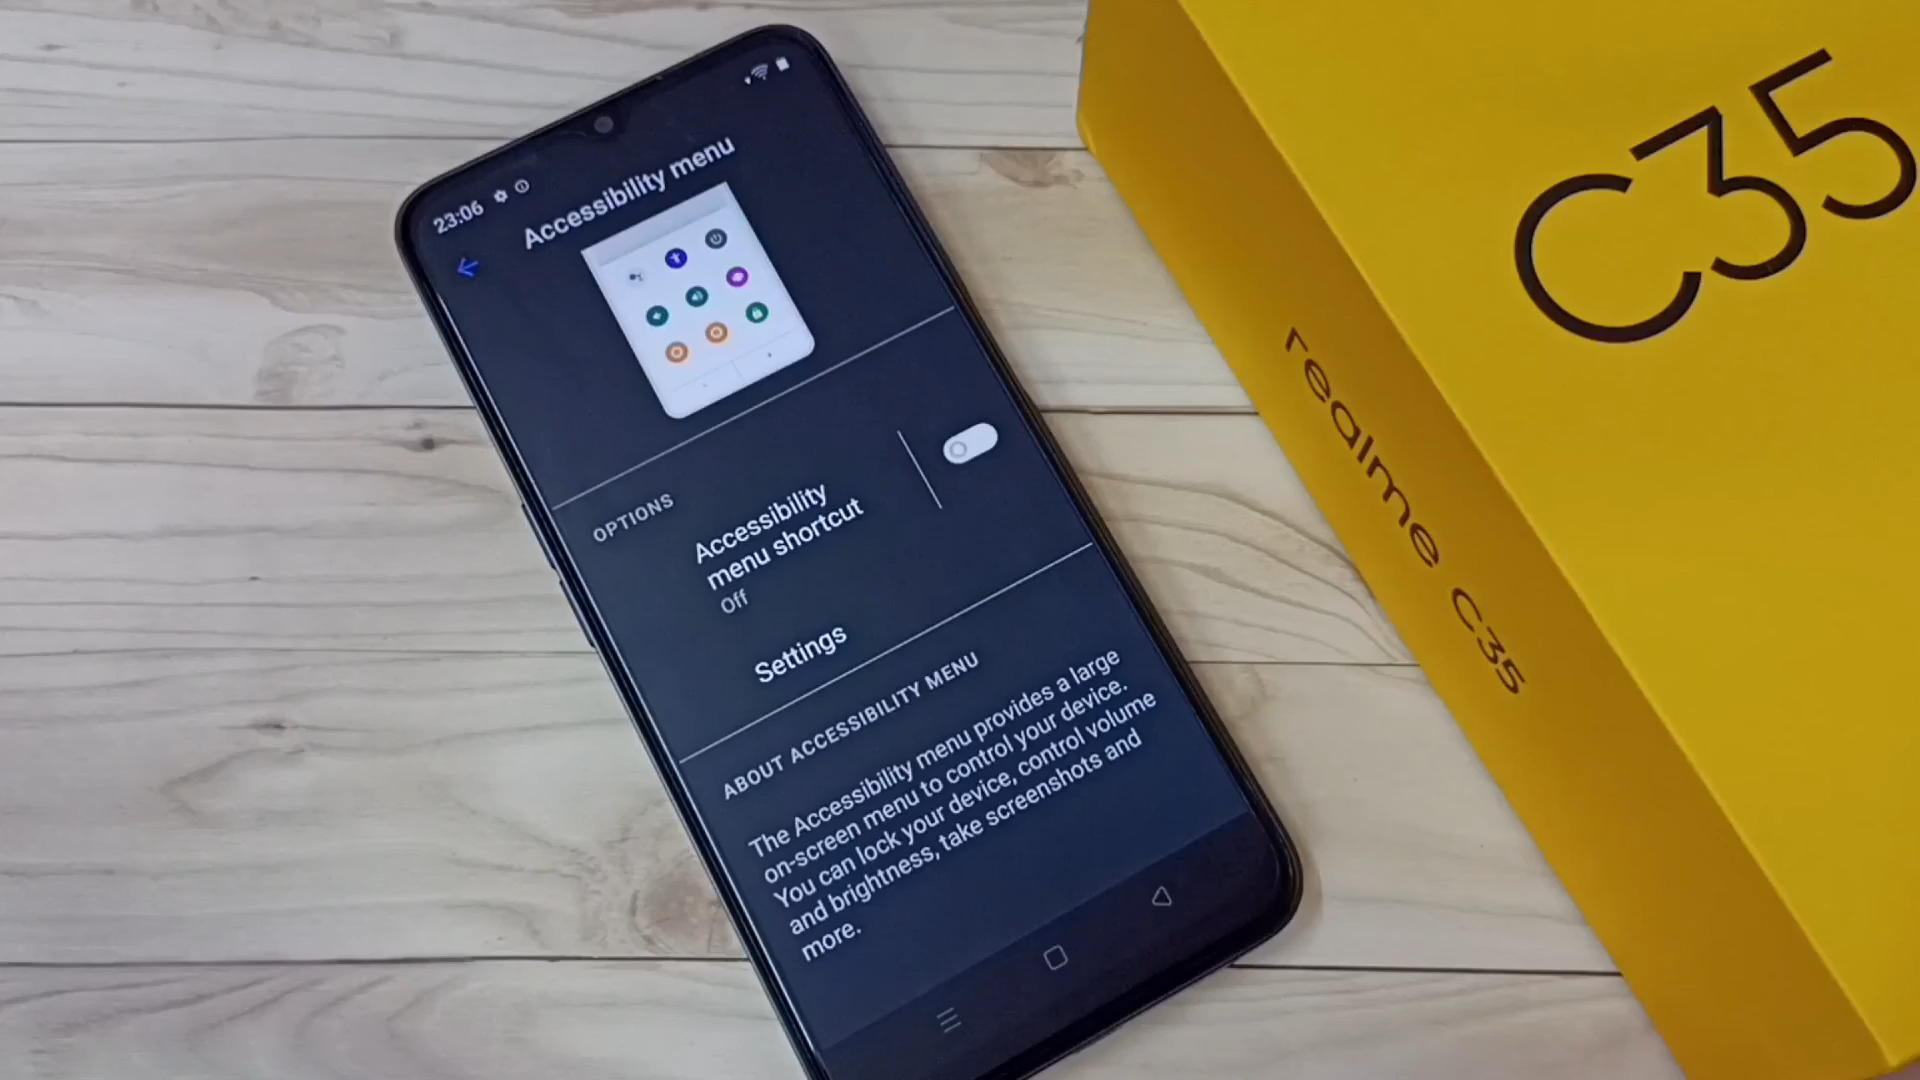 23:06
Accessibility menu
OPTIONS
Accessibility
menu shortcut
Off
Settings
ABOUT ACCESSIBILITY MENU
The Accessibility menu provides a large
on-screen menu to control your device.
You can lock your device, control volume
and brightness, take screenshots and
more.
C35
realme C35